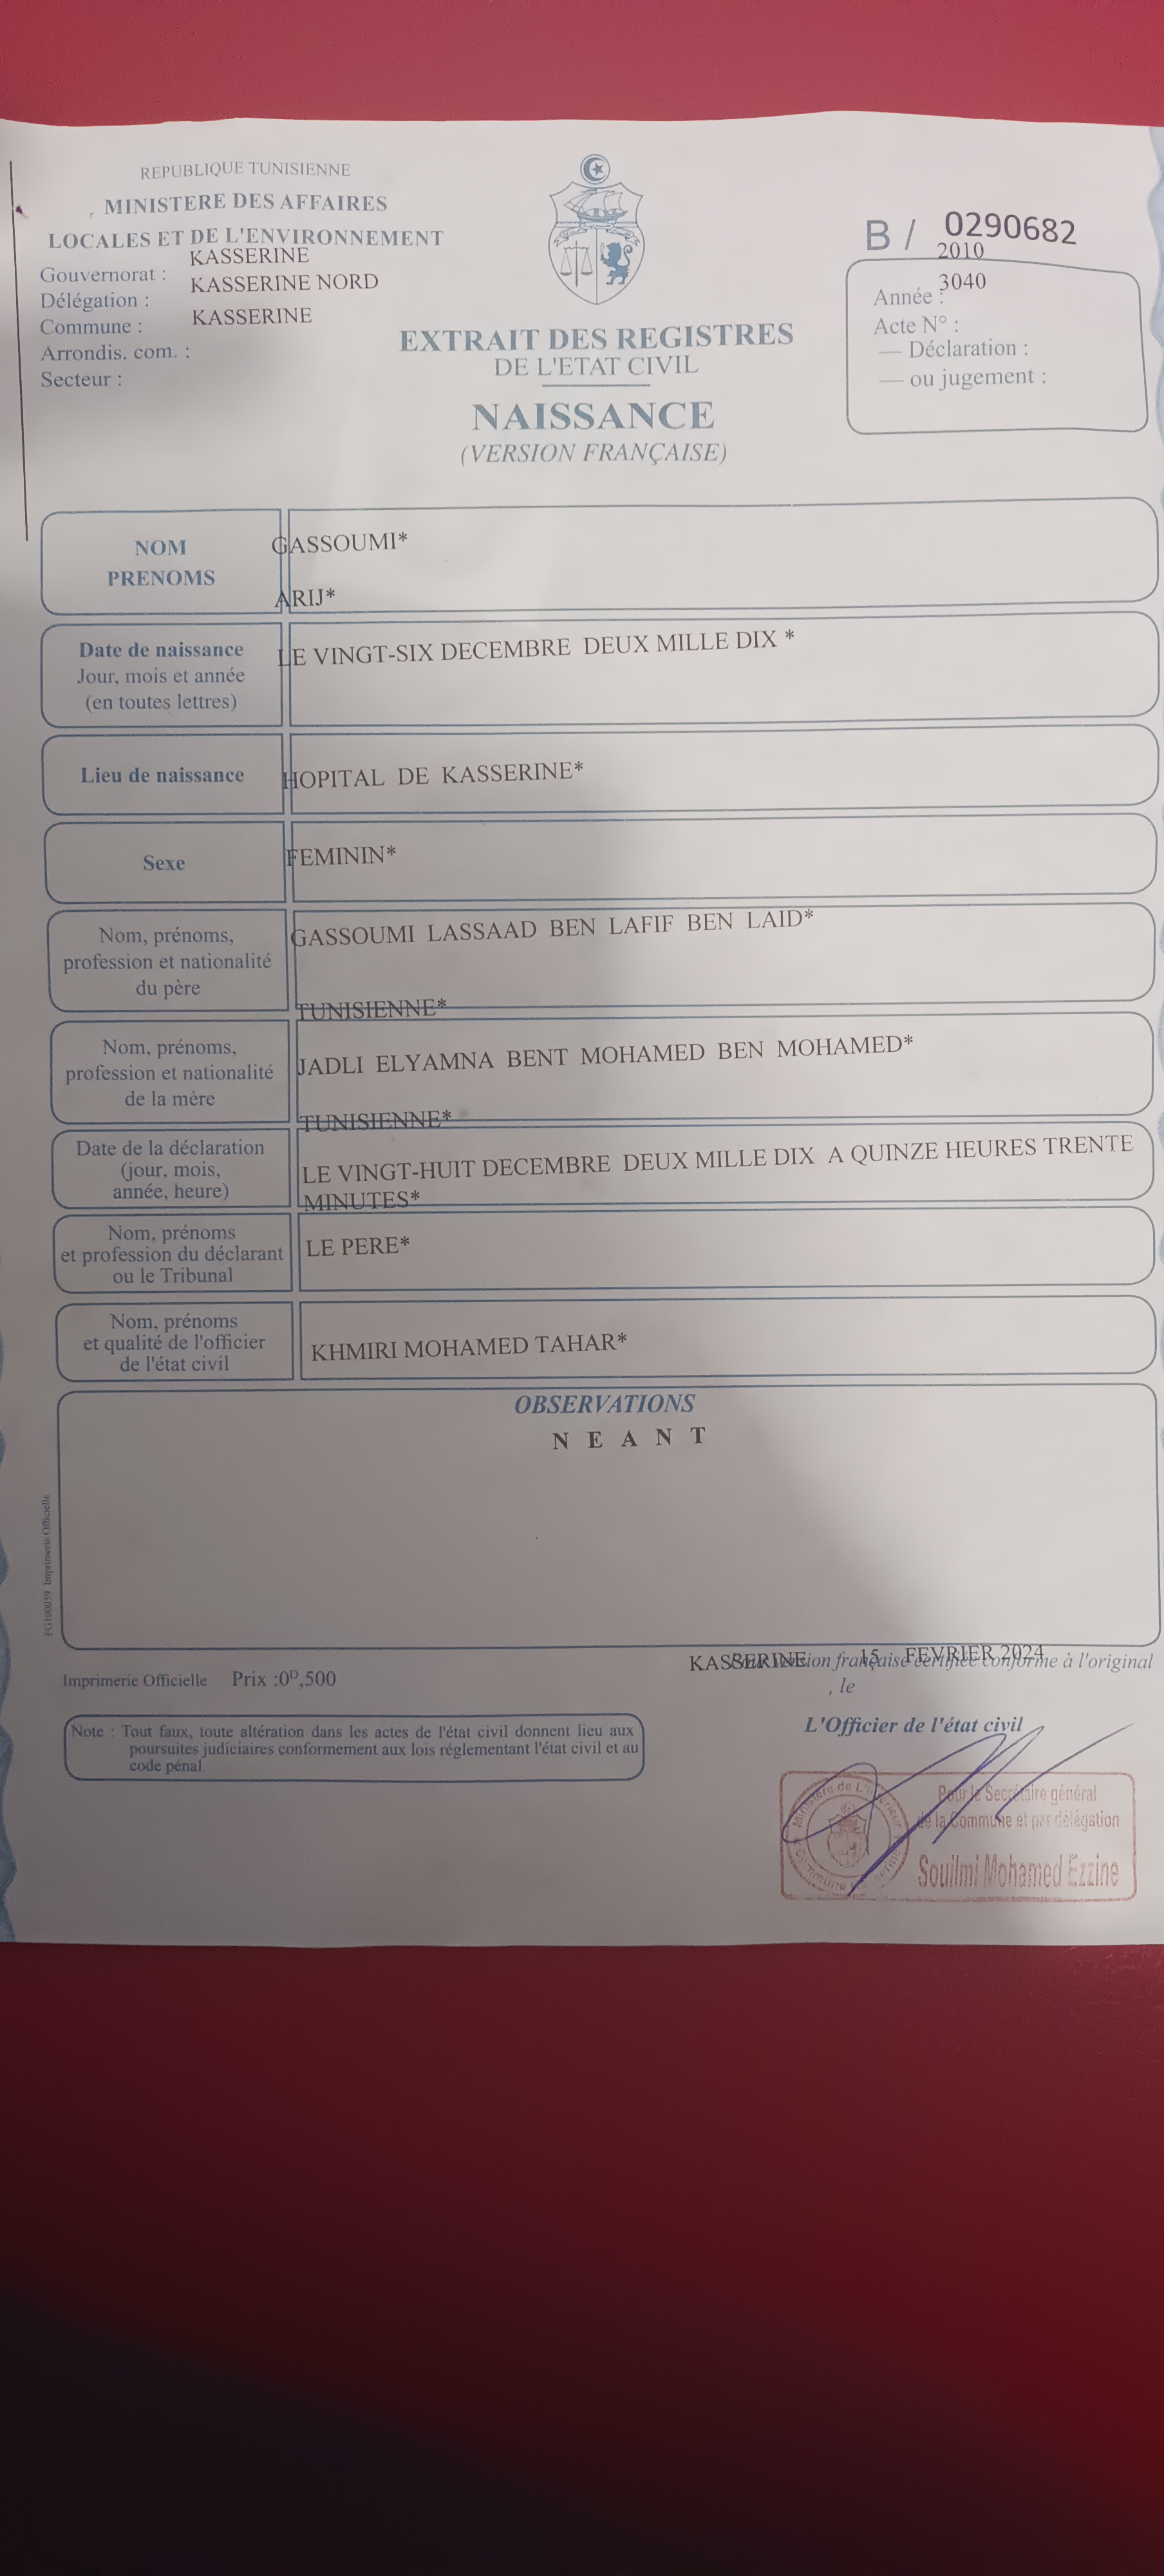 REPUBLIQUE TUNISIENNE
MINISTERE DES AFFAIRES
LOCALES ET DE L'ENVIRONNEMENT
Gouvernorat : KASSERINE
Délégation : KASSERINE NORD
Commune : KASSERINE
Arrondis. com. :
Secteur :
EXTRAIT DES REGISTRES
DE L'ETAT CIVIL
NAISSANCE
(VERSION FRANÇAISE)
B / 0290682
2010
Année : 3040
Acte N° :
— Déclaration :
— ou jugement :
NOM
PRENOMS
GASSOUMI*
ARIJ*
Date de naissance
Jour, mois et année
(en toutes lettres)
LE VINGT-SIX DECEMBRE DEUX MILLE DIX *
Lieu de naissance
HOPITAL DE KASSERINE*
Sexe
FEMININ*
Nom, prénoms,
profession et nationalité
du père
GASSOUMI LASSAAD BEN LAFIF BEN LAID*
TUNISIENNE*
Nom, prénoms,
profession et nationalité
de la mère
JADLI ELYAMNA BENT MOHAMED BEN MOHAMED*
TUNISIENNE*
Date de la déclaration
(jour, mois,
année, heure)
LE VINGT-HUIT DECEMBRE DEUX MILLE DIX A QUINZE HEURES TRENTE
MINUTES*
Nom, prénoms
et profession du déclarant
ou le Tribunal
LE PERE*
Nom, prénoms
et qualité de l'officier
de l'état civil
KHMIRI MOHAMED TAHAR*
OBSERVATIONS
N E A N T
FG100039 Imprimerie Officielle
Imprimerie Officielle Prix :0ᴰ,500
KASSERINE 15 FEVRIER 2024
française certifiée conforme à l'original
, le
L'Officier de l'état civil
Note : Tout faux, toute altération dans les actes de l'état civil donnent lieu aux
poursuites judiciaires conformement aux lois réglementant l'état civil et au
code pénal.
Ministère de L'Intérieur
Commune
Pour le Secrétaire général
de la Commune et par délégation
Souilmi Mohamed Ezzine